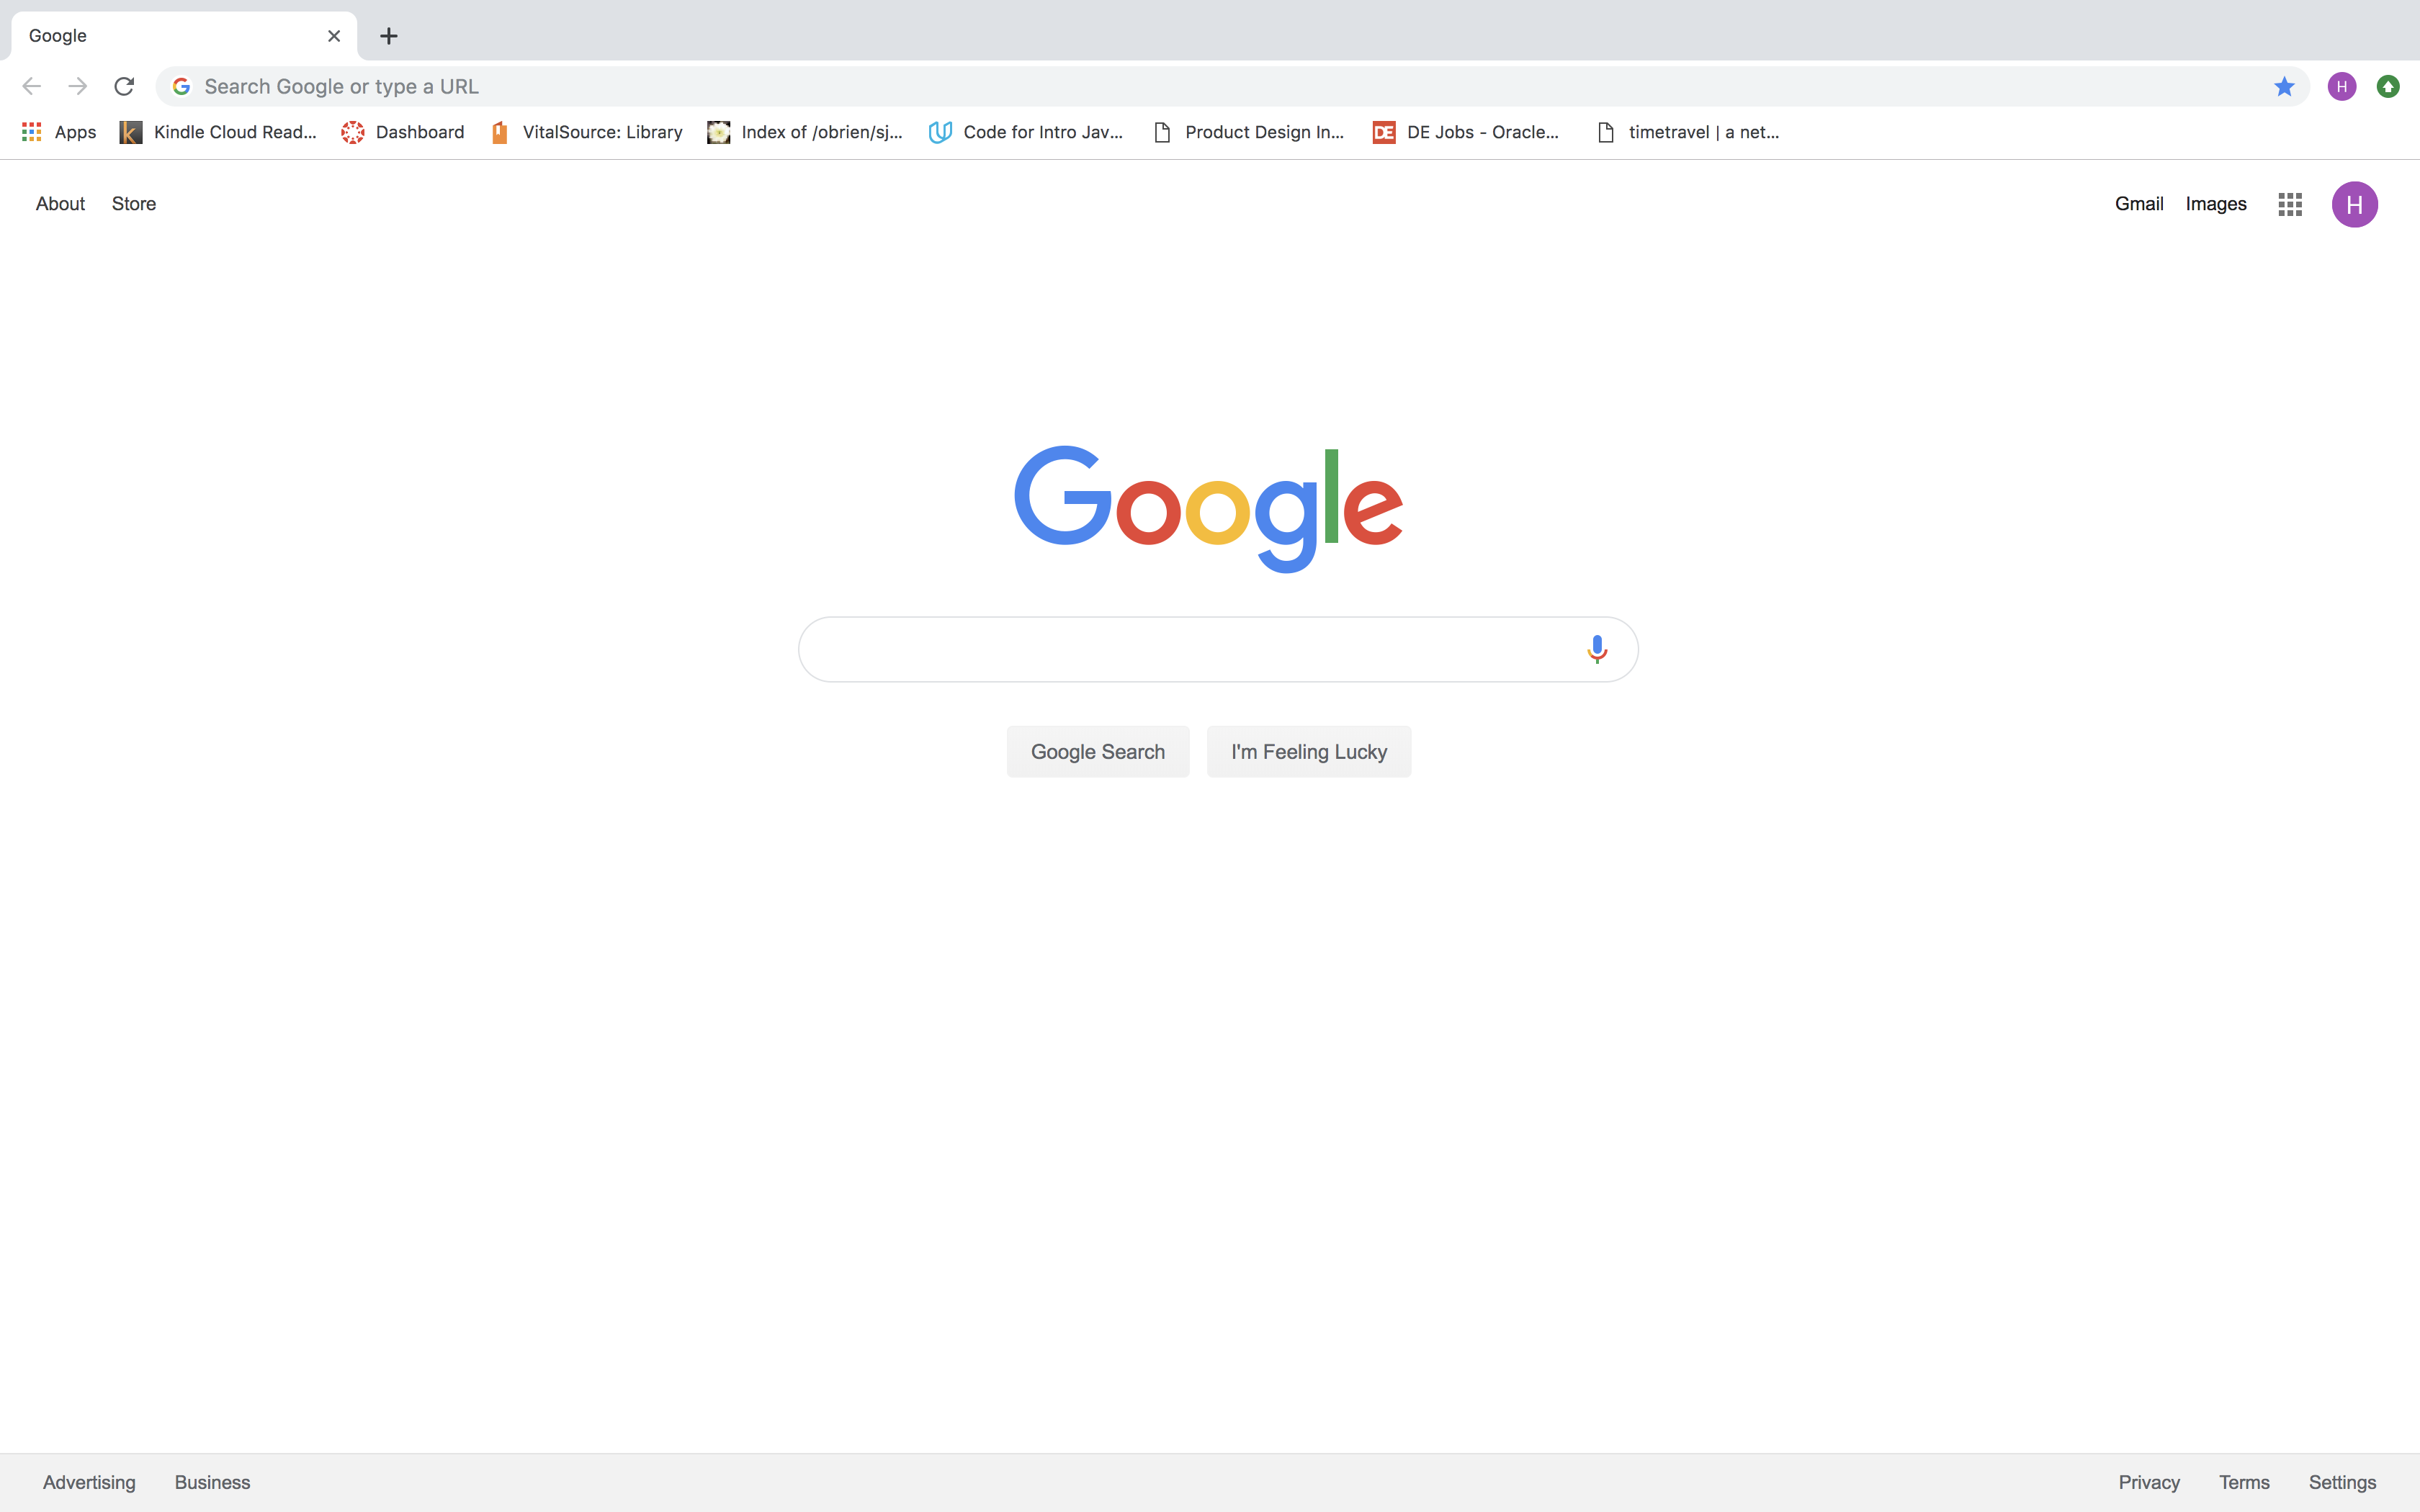 Google
Search Google or type a URL
H
Apps
Kindle Cloud Read...
Dashboard
VitalSource: Library
Index of /obrien/sj...
Code for Intro Jav...
Product Design In...
DE
DE Jobs - Oracle...
timetravel | a net...
About
Store
Gmail
Images
H
Google
Google Search
I'm Feeling Lucky
Advertising
Business
Privacy
Terms
Settings